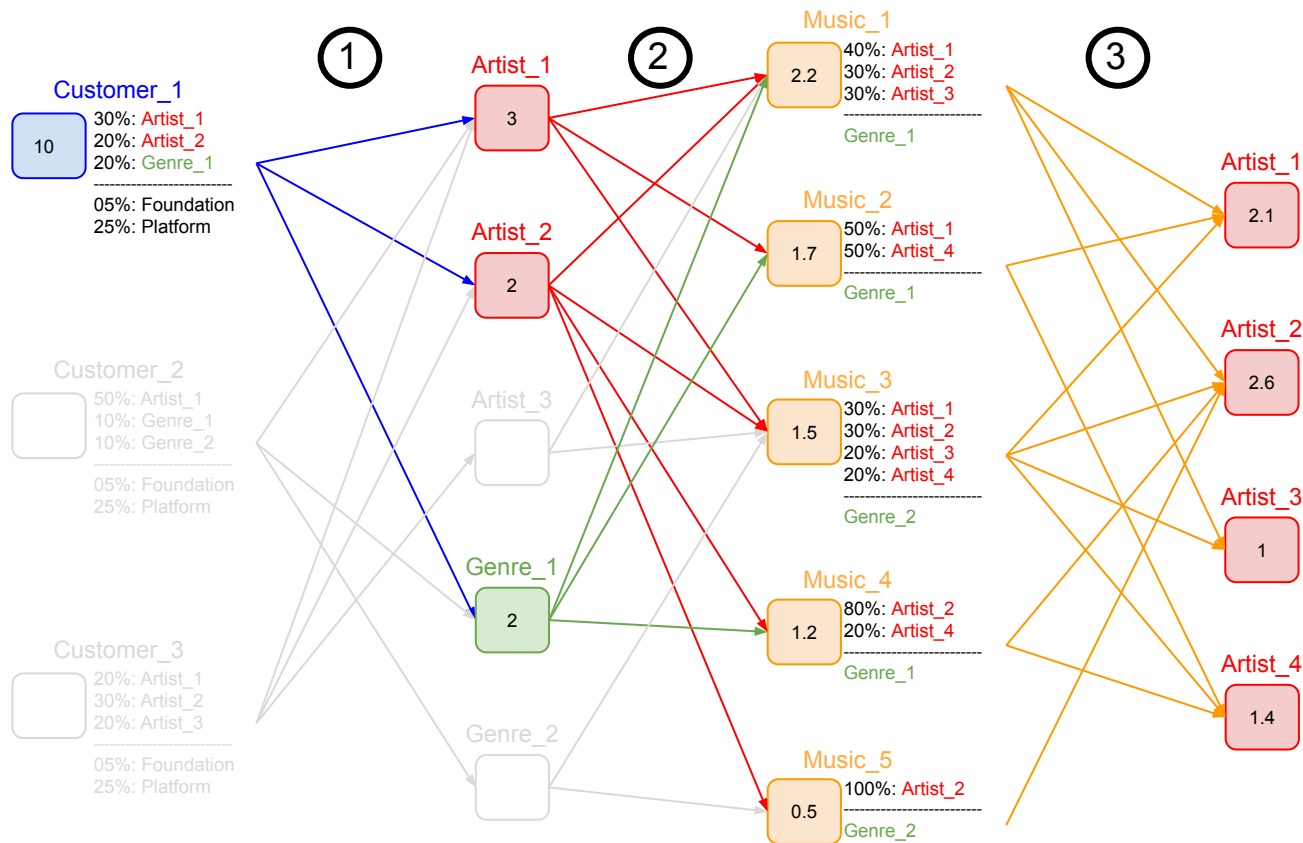 1
2
3
Customer_1
10
30%: Artist_1
20%: Artist_2
20%: Genre_1
---------------------------
05%: Foundation
25%: Platform
Customer_2
50%: Artist_1
10%: Genre_1
10%: Genre_2
---------------------------
05%: Foundation
25%: Platform
Customer_3
20%: Artist_1
30%: Artist_2
20%: Artist_3
---------------------------
05%: Foundation
25%: Platform
Artist_1
3
Artist_2
2
Artist_3
Genre_1
2
Genre_2
Music_1
2.2
40%: Artist_1
30%: Artist_2
30%: Artist_3
---------------------------
Genre_1
Music_2
1.7
50%: Artist_1
50%: Artist_4
---------------------------
Genre_1
Music_3
1.5
30%: Artist_1
30%: Artist_2
20%: Artist_3
20%: Artist_4
---------------------------
Genre_2
Music_4
1.2
80%: Artist_2
20%: Artist_4
---------------------------
Genre_1
Music_5
0.5
100%: Artist_2
---------------------------
Genre_2
Artist_1
2.1
Artist_2
2.6
Artist_3
1
Artist_4
1.4